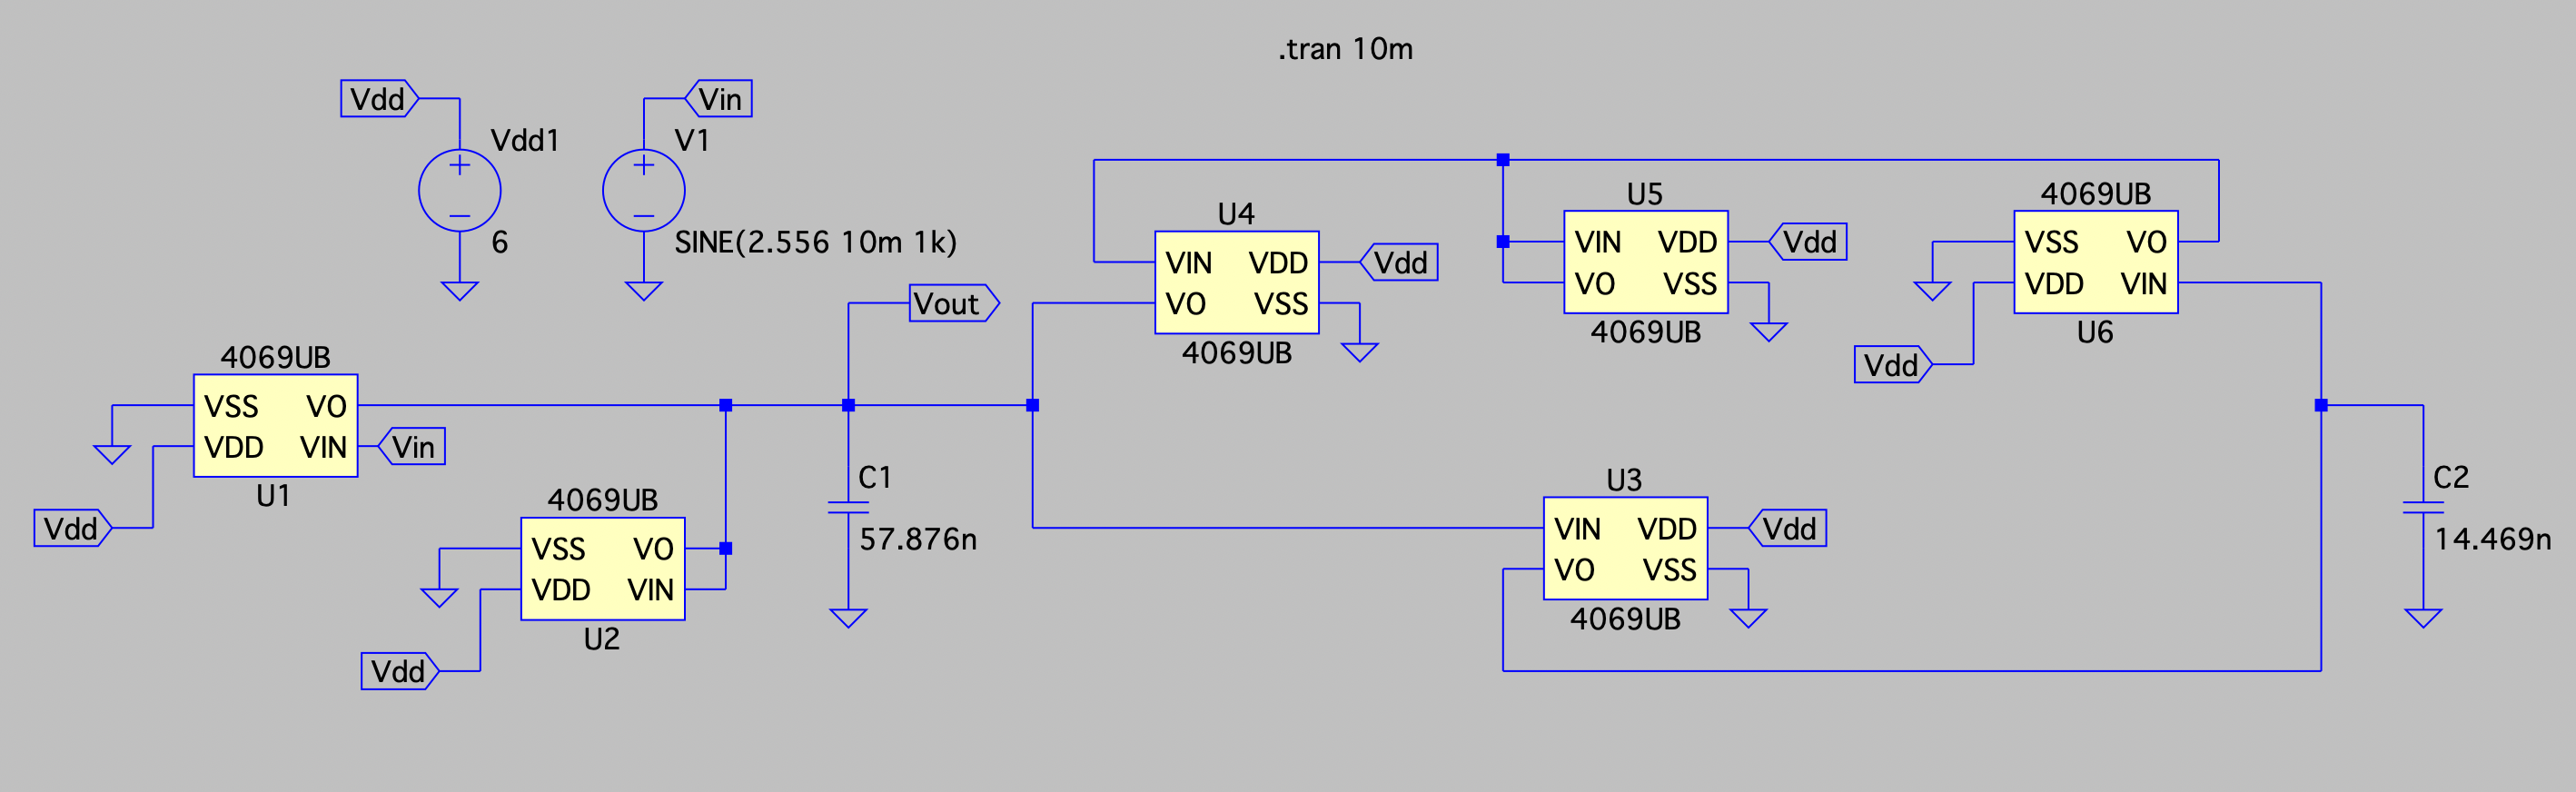 .tran 10m
Vdd
Vdd1
6
Vin
V1
SINE(2.556 10m 1k)
Vout
4069UB
VSS VO
VDD VIN
U1
Vin
Vdd
4069UB
VSS VO
VDD VIN
U2
Vdd
C1
57.876n
U4
VIN VDD
VO VSS
4069UB
Vdd
U5
VIN VDD
VO VSS
4069UB
Vdd
4069UB
VSS VO
VDD VIN
U6
Vdd
U3
VIN VDD
VO VSS
4069UB
Vdd
C2
14.469n